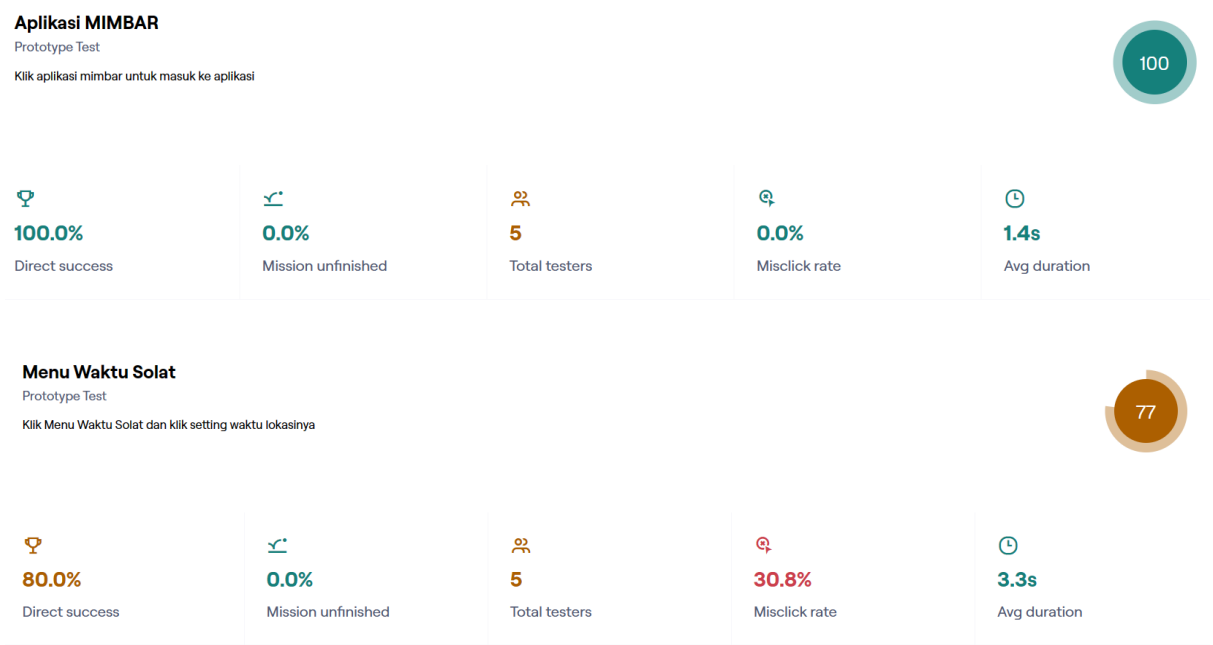 Aplikasi MIMBAR
Prototype Test
Klik aplikasi mimbar untuk masuk ke aplikasi
100
100.0%
Direct success
0.0%
Mission unfinished
5
Total testers
0.0%
Misclick rate
1.4s
Avg duration
Menu Waktu Solat
Prototype Test
Klik Menu Waktu Solat dan klik setting waktu lokasinya
77
80.0%
Direct success
0.0%
Mission unfinished
5
Total testers
30.8%
Misclick rate
3.3s
Avg duration